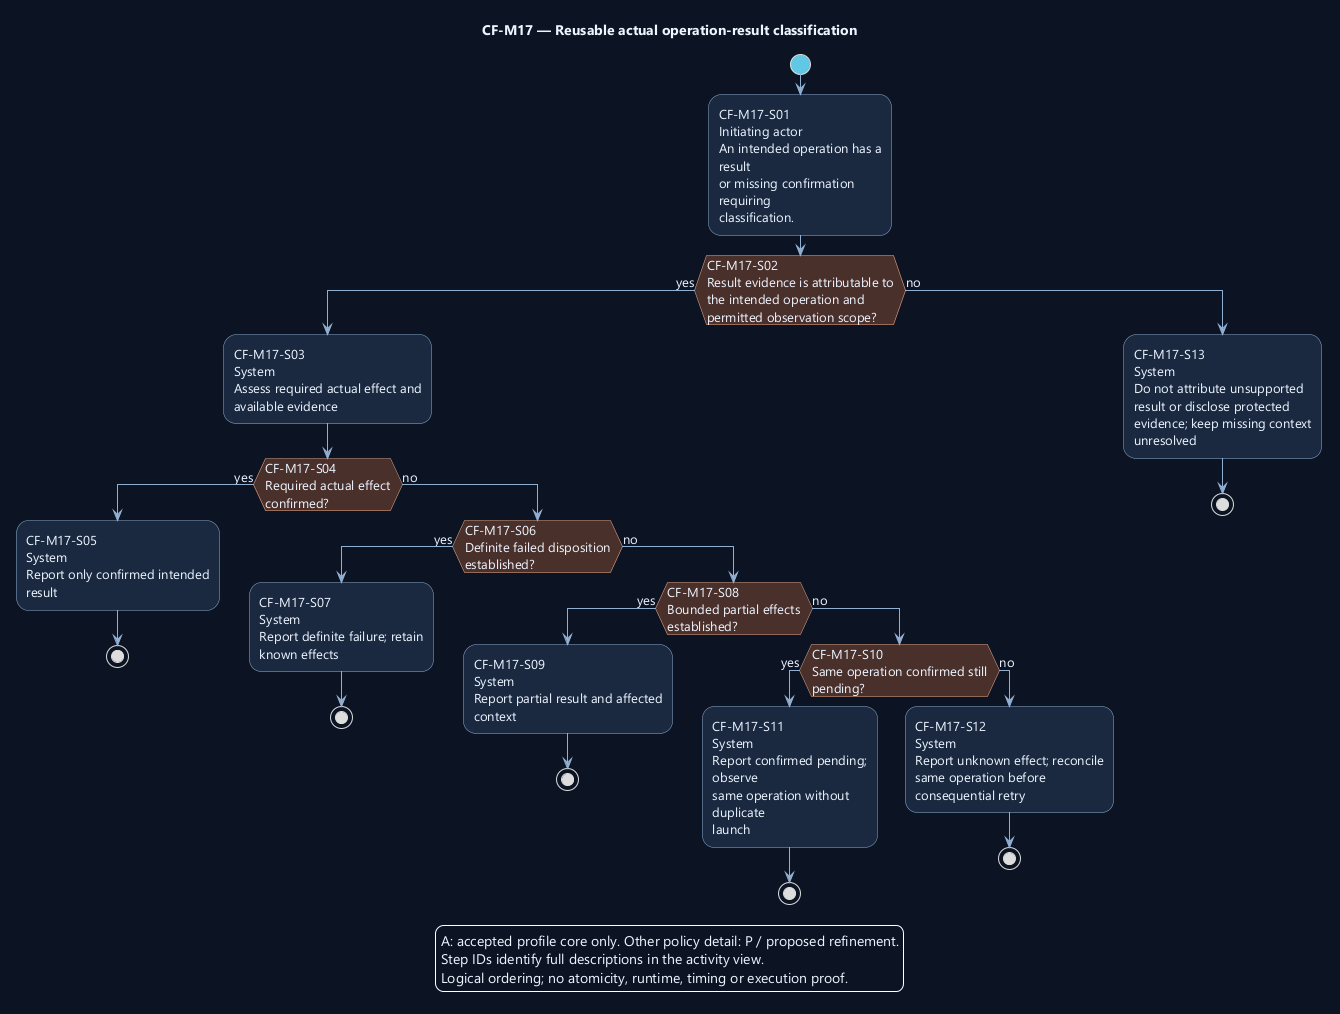 CF-M17 — Reusable actual operation-result classification
CF-M17-S01
Initiating actor
An intended operation has a
result
or missing confirmation
requiring
classification.
CF-M17-S02
Result evidence is attributable to
the intended operation and
permitted observation scope?
yes
no
CF-M17-S03
System
Assess required actual effect and
available evidence
CF-M17-S13
System
Do not attribute unsupported
result or disclose protected
evidence; keep missing context
unresolved
CF-M17-S04
Required actual effect
confirmed?
yes
no
CF-M17-S05
System
Report only confirmed intended
result
CF-M17-S06
Definite failed disposition
established?
yes
no
CF-M17-S07
System
Report definite failure; retain
known effects
CF-M17-S08
Bounded partial effects
established?
yes
no
CF-M17-S09
System
Report partial result and affected
context
CF-M17-S10
Same operation confirmed still
pending?
yes
no
CF-M17-S11
System
Report confirmed pending;
observe
same operation without
duplicate
launch
CF-M17-S12
System
Report unknown effect; reconcile
same operation before
consequential retry
A: accepted profile core only. Other policy detail: P / proposed refinement.
Step IDs identify full descriptions in the activity view.
Logical ordering; no atomicity, runtime, timing or execution proof.